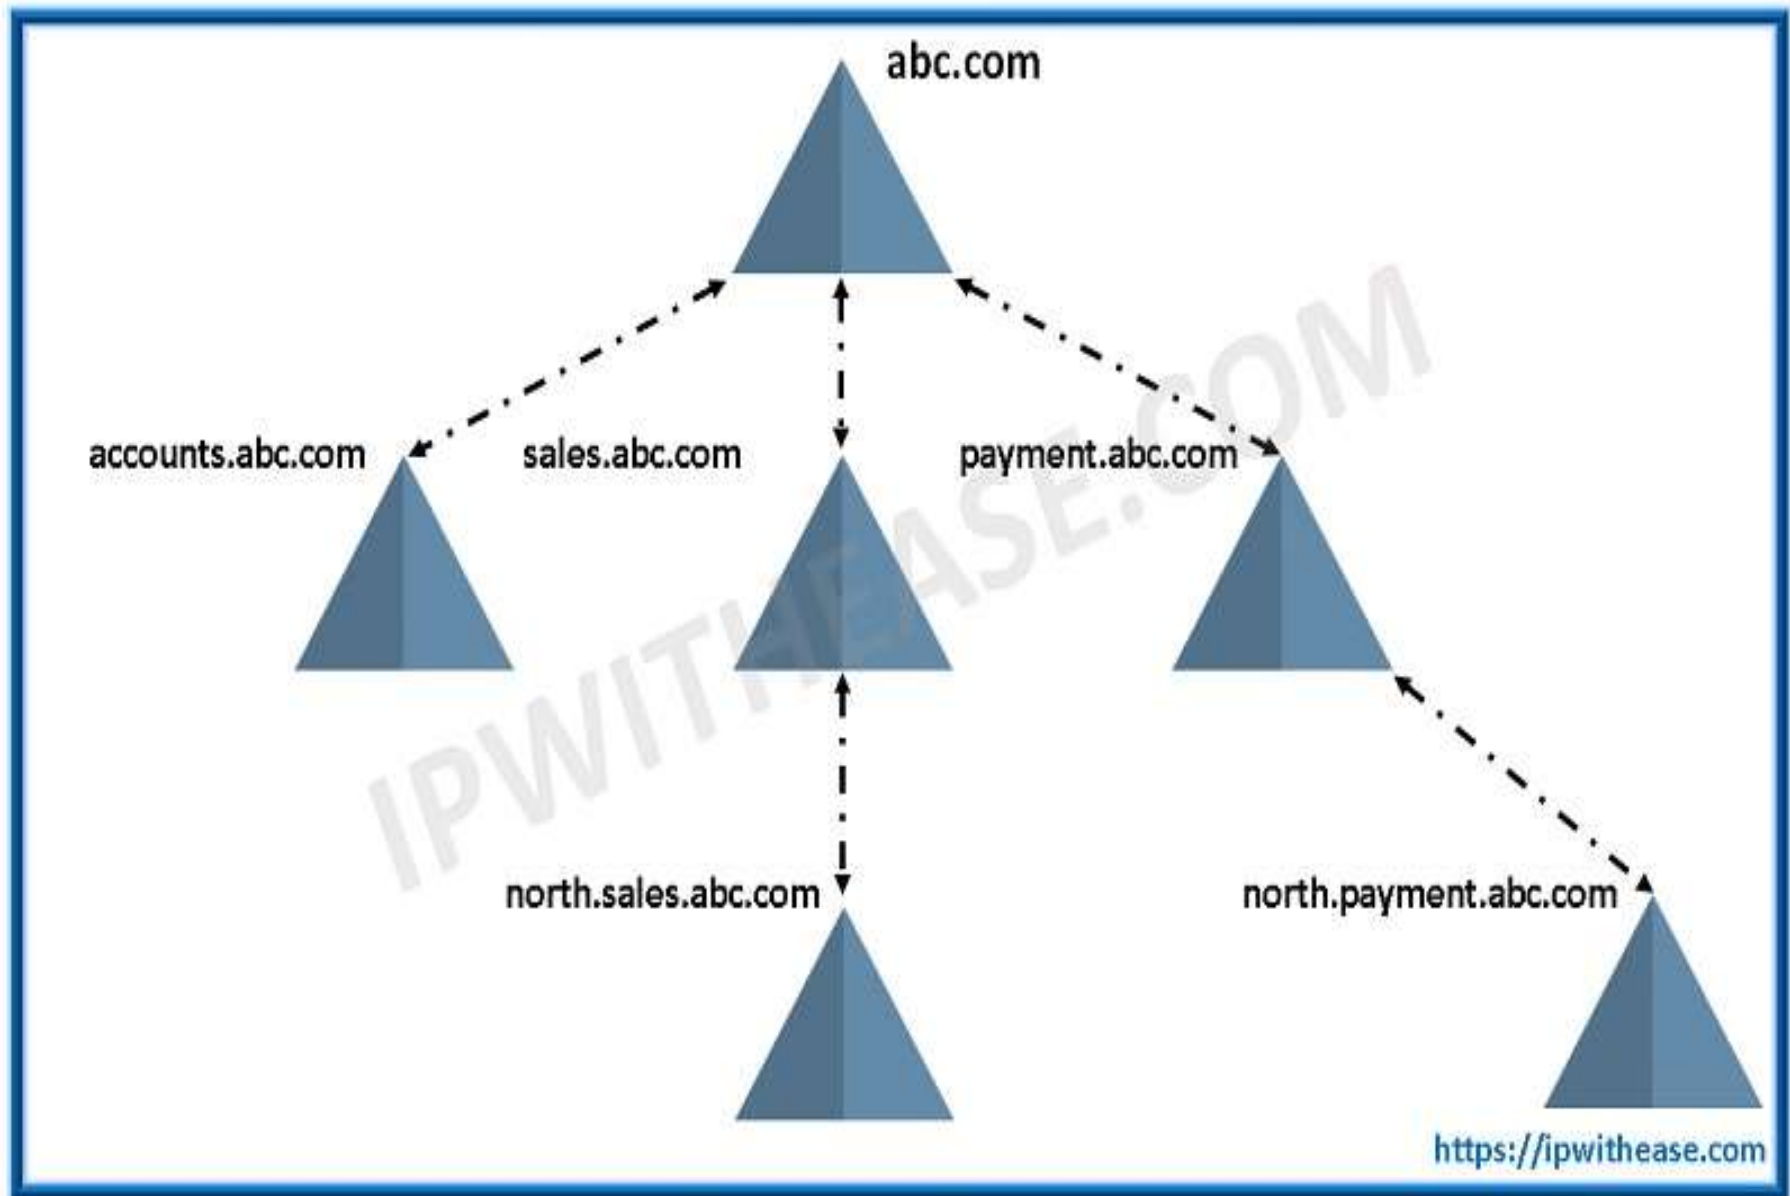 abc.com
accounts.abc.com
sales.abc.com
payment.abc.com
IPWITHEASE.COM
north.sales.abc.com
north.payment.abc.com
https://ipwithease.com